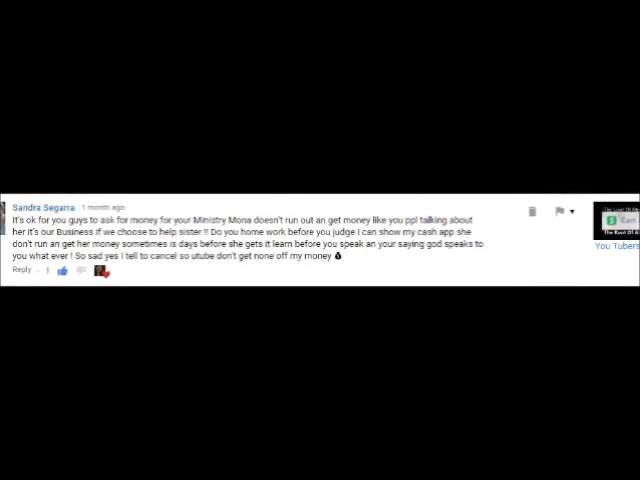 Sandra Segarra 1 month ago
It's ok for you guys to ask for money for your Ministry Mona doesn't run out an get money like you ppl talking about
her it's our Business if we choose to help sister !! Do you home work before you judge I can show my cash app she
don't run an get her money sometimes is days before she gets it learn before you speak an your saying god speaks to
you what ever ! So sad yes I tell to cancel so utube don't get none off my money
Reply 1
Cash
The Root Of A
You Tubers